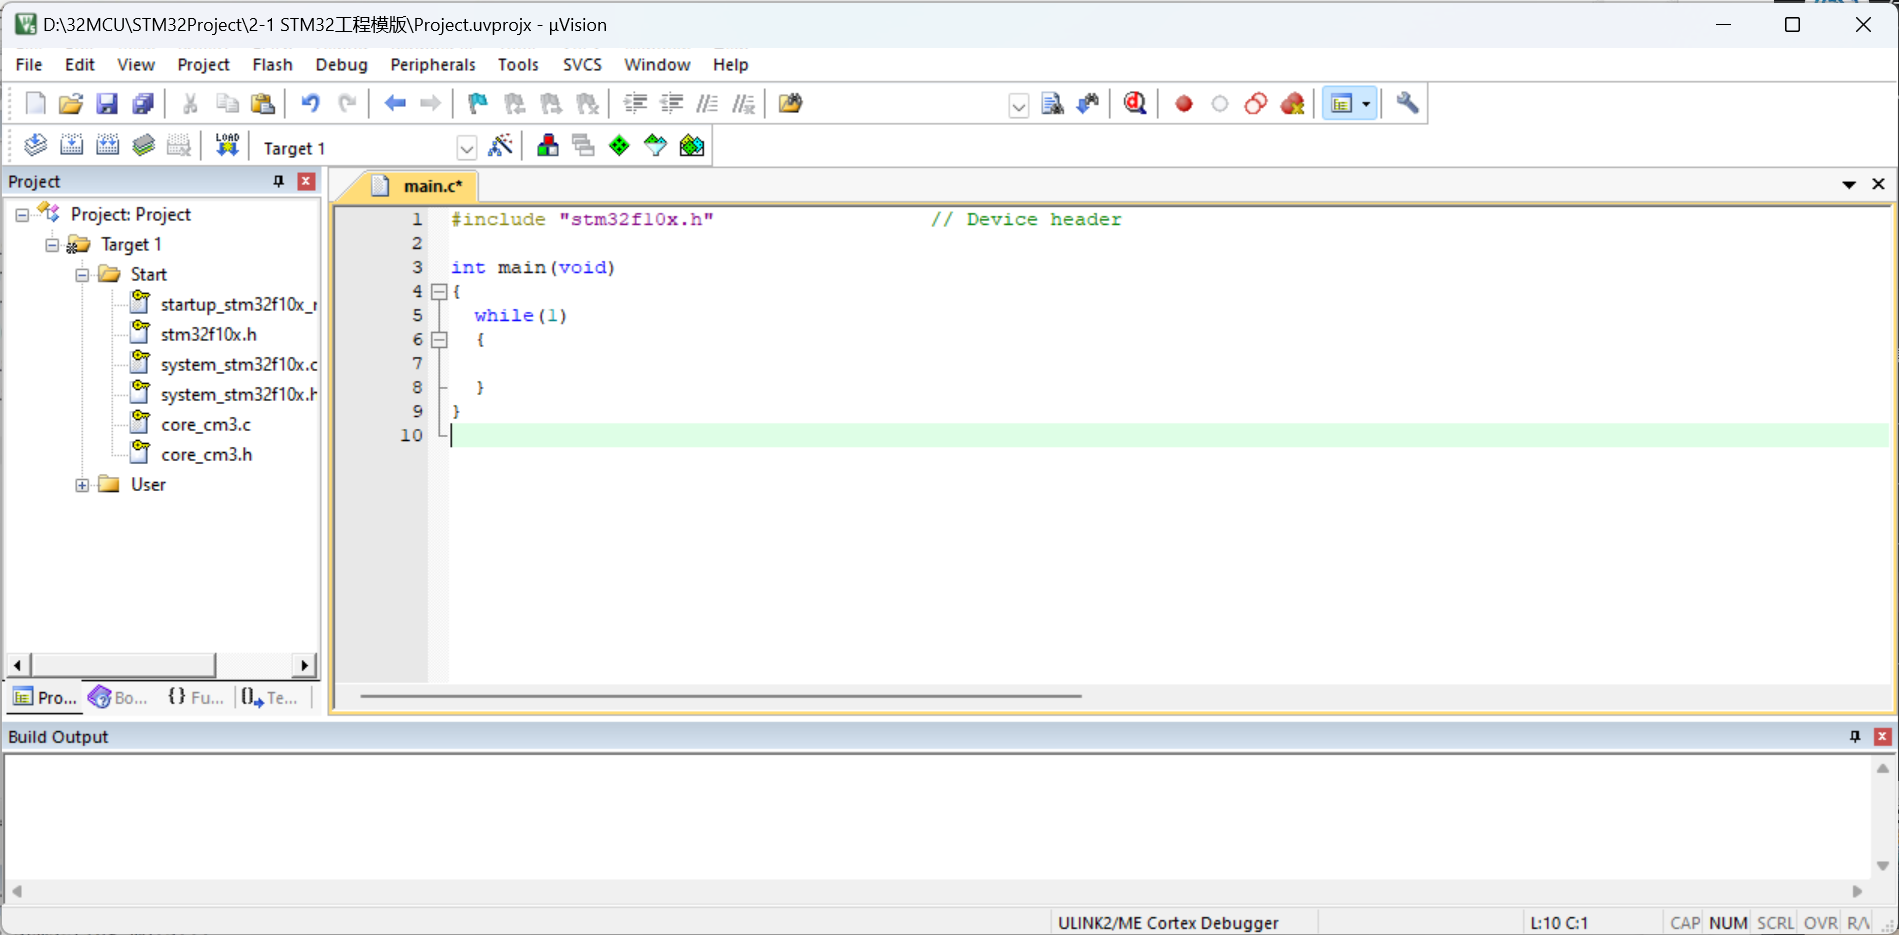 D:\32MCU\STM32Project\2-1 STM32工程模版\Project.uvprojx - µVision
File Edit View Project Flash Debug Peripherals Tools SVCS Window Help
LOAD Target 1
Project
main.c*
Project: Project
Target 1
Start
startup_stm32f10x_r
stm32f10x.h
system_stm32f10x.c
system_stm32f10x.h
core_cm3.c
core_cm3.h
User
Pro... Bo... {} Fu... Te...
1 #include "stm32f10x.h" // Device header
2
3 int main(void)
4 {
5 while(1)
6 {
7
8 }
9 }
10
Build Output
ULINK2/ME Cortex Debugger L:10 C:1 CAP NUM SCRL OVR R/